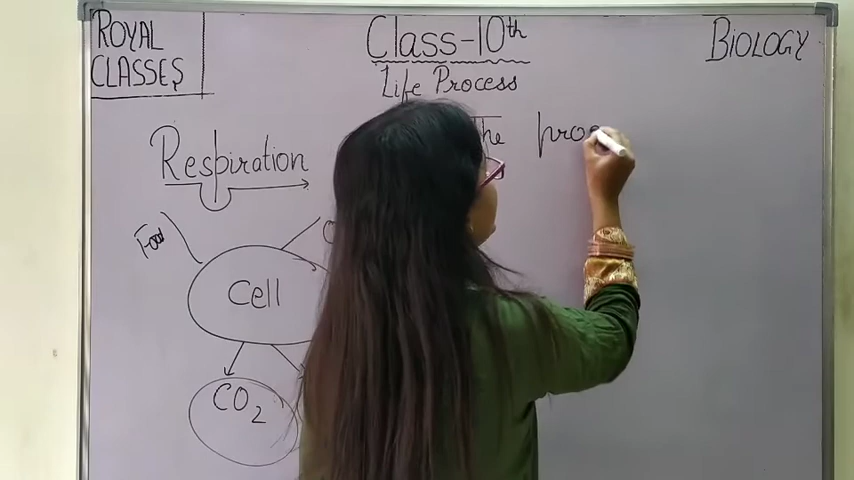 ROYAL
CLASSES
Class-10th
Life Process
BIOLOGY
The
Respiration
Food
Cell
CO2